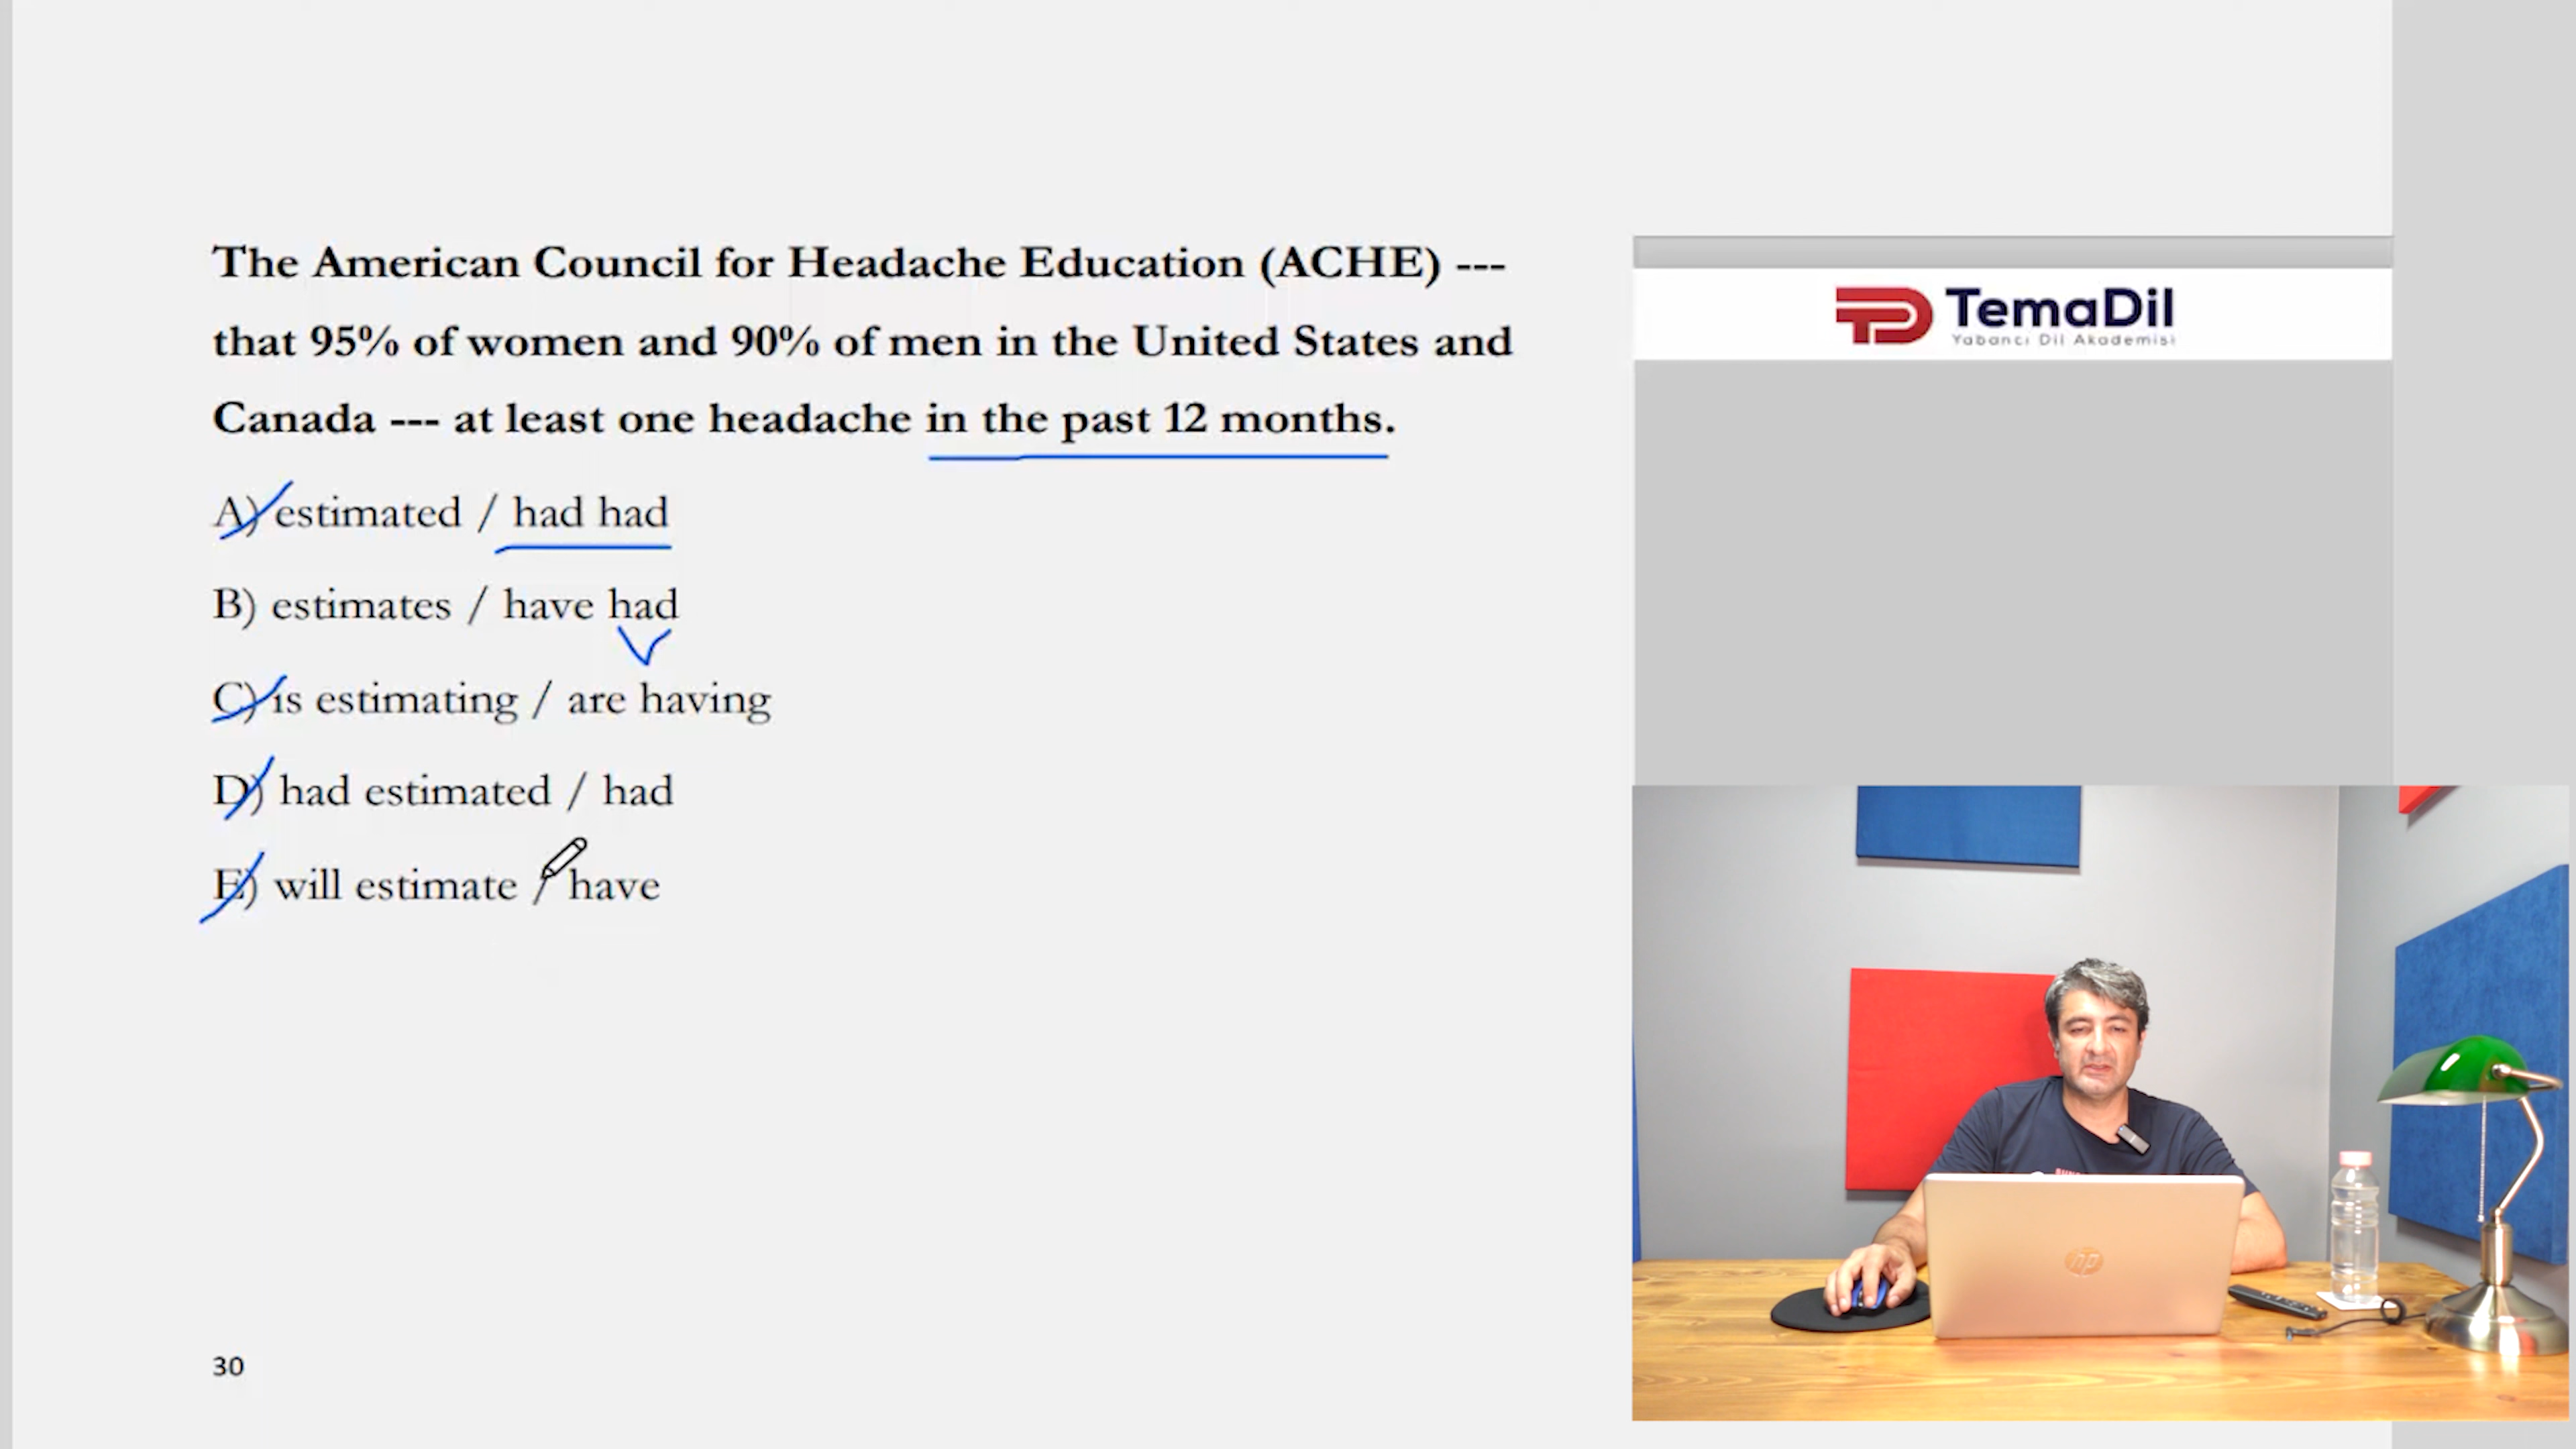 The American Council for Headache Education (ACHE) ---
that 95% of women and 90% of men in the United States and
Canada --- at least one headache in the past 12 months.
A) estimated / had had
B) estimates / have had
C) is estimating / are having
D) had estimated / had
E) will estimate / have
30
TemaDil
Yabancı Dil Akademisi
hp